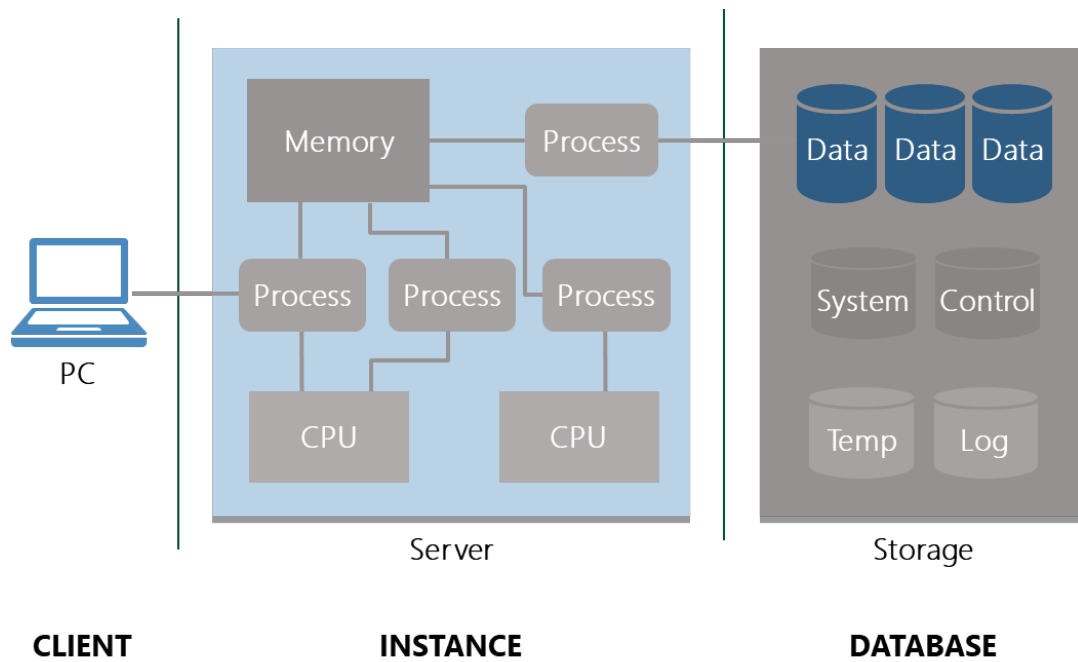 Memory
Process
Data Data Data
Process Process Process
System Control
PC
CPU CPU
Temp Log
Server
Storage
CLIENT
INSTANCE
DATABASE